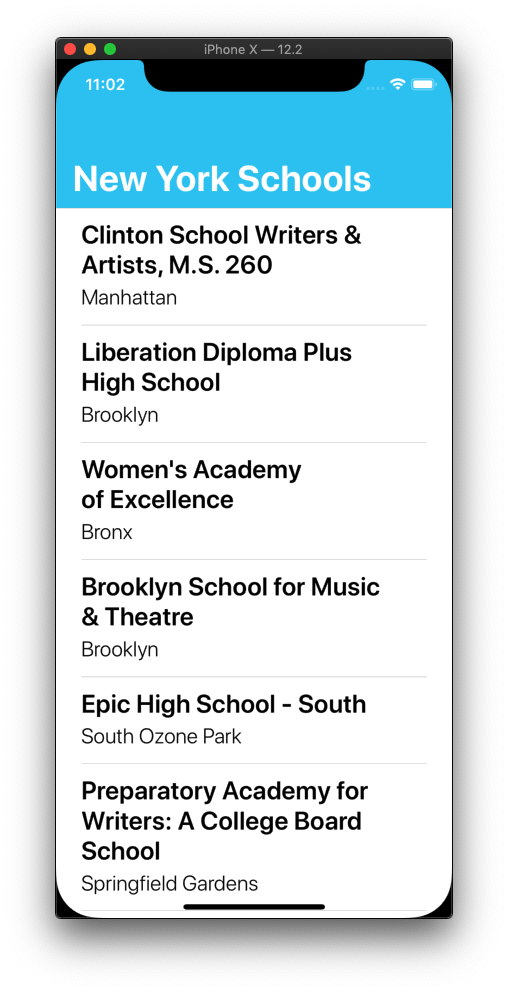 iPhone X — 12.2
11:02
New York Schools
Clinton School Writers &
Artists, M.S. 260
Manhattan
Liberation Diploma Plus
High School
Brooklyn
Women's Academy
of Excellence
Bronx
Brooklyn School for Music
& Theatre
Brooklyn
Epic High School - South
South Ozone Park
Preparatory Academy for
Writers: A College Board
School
Springfield Gardens